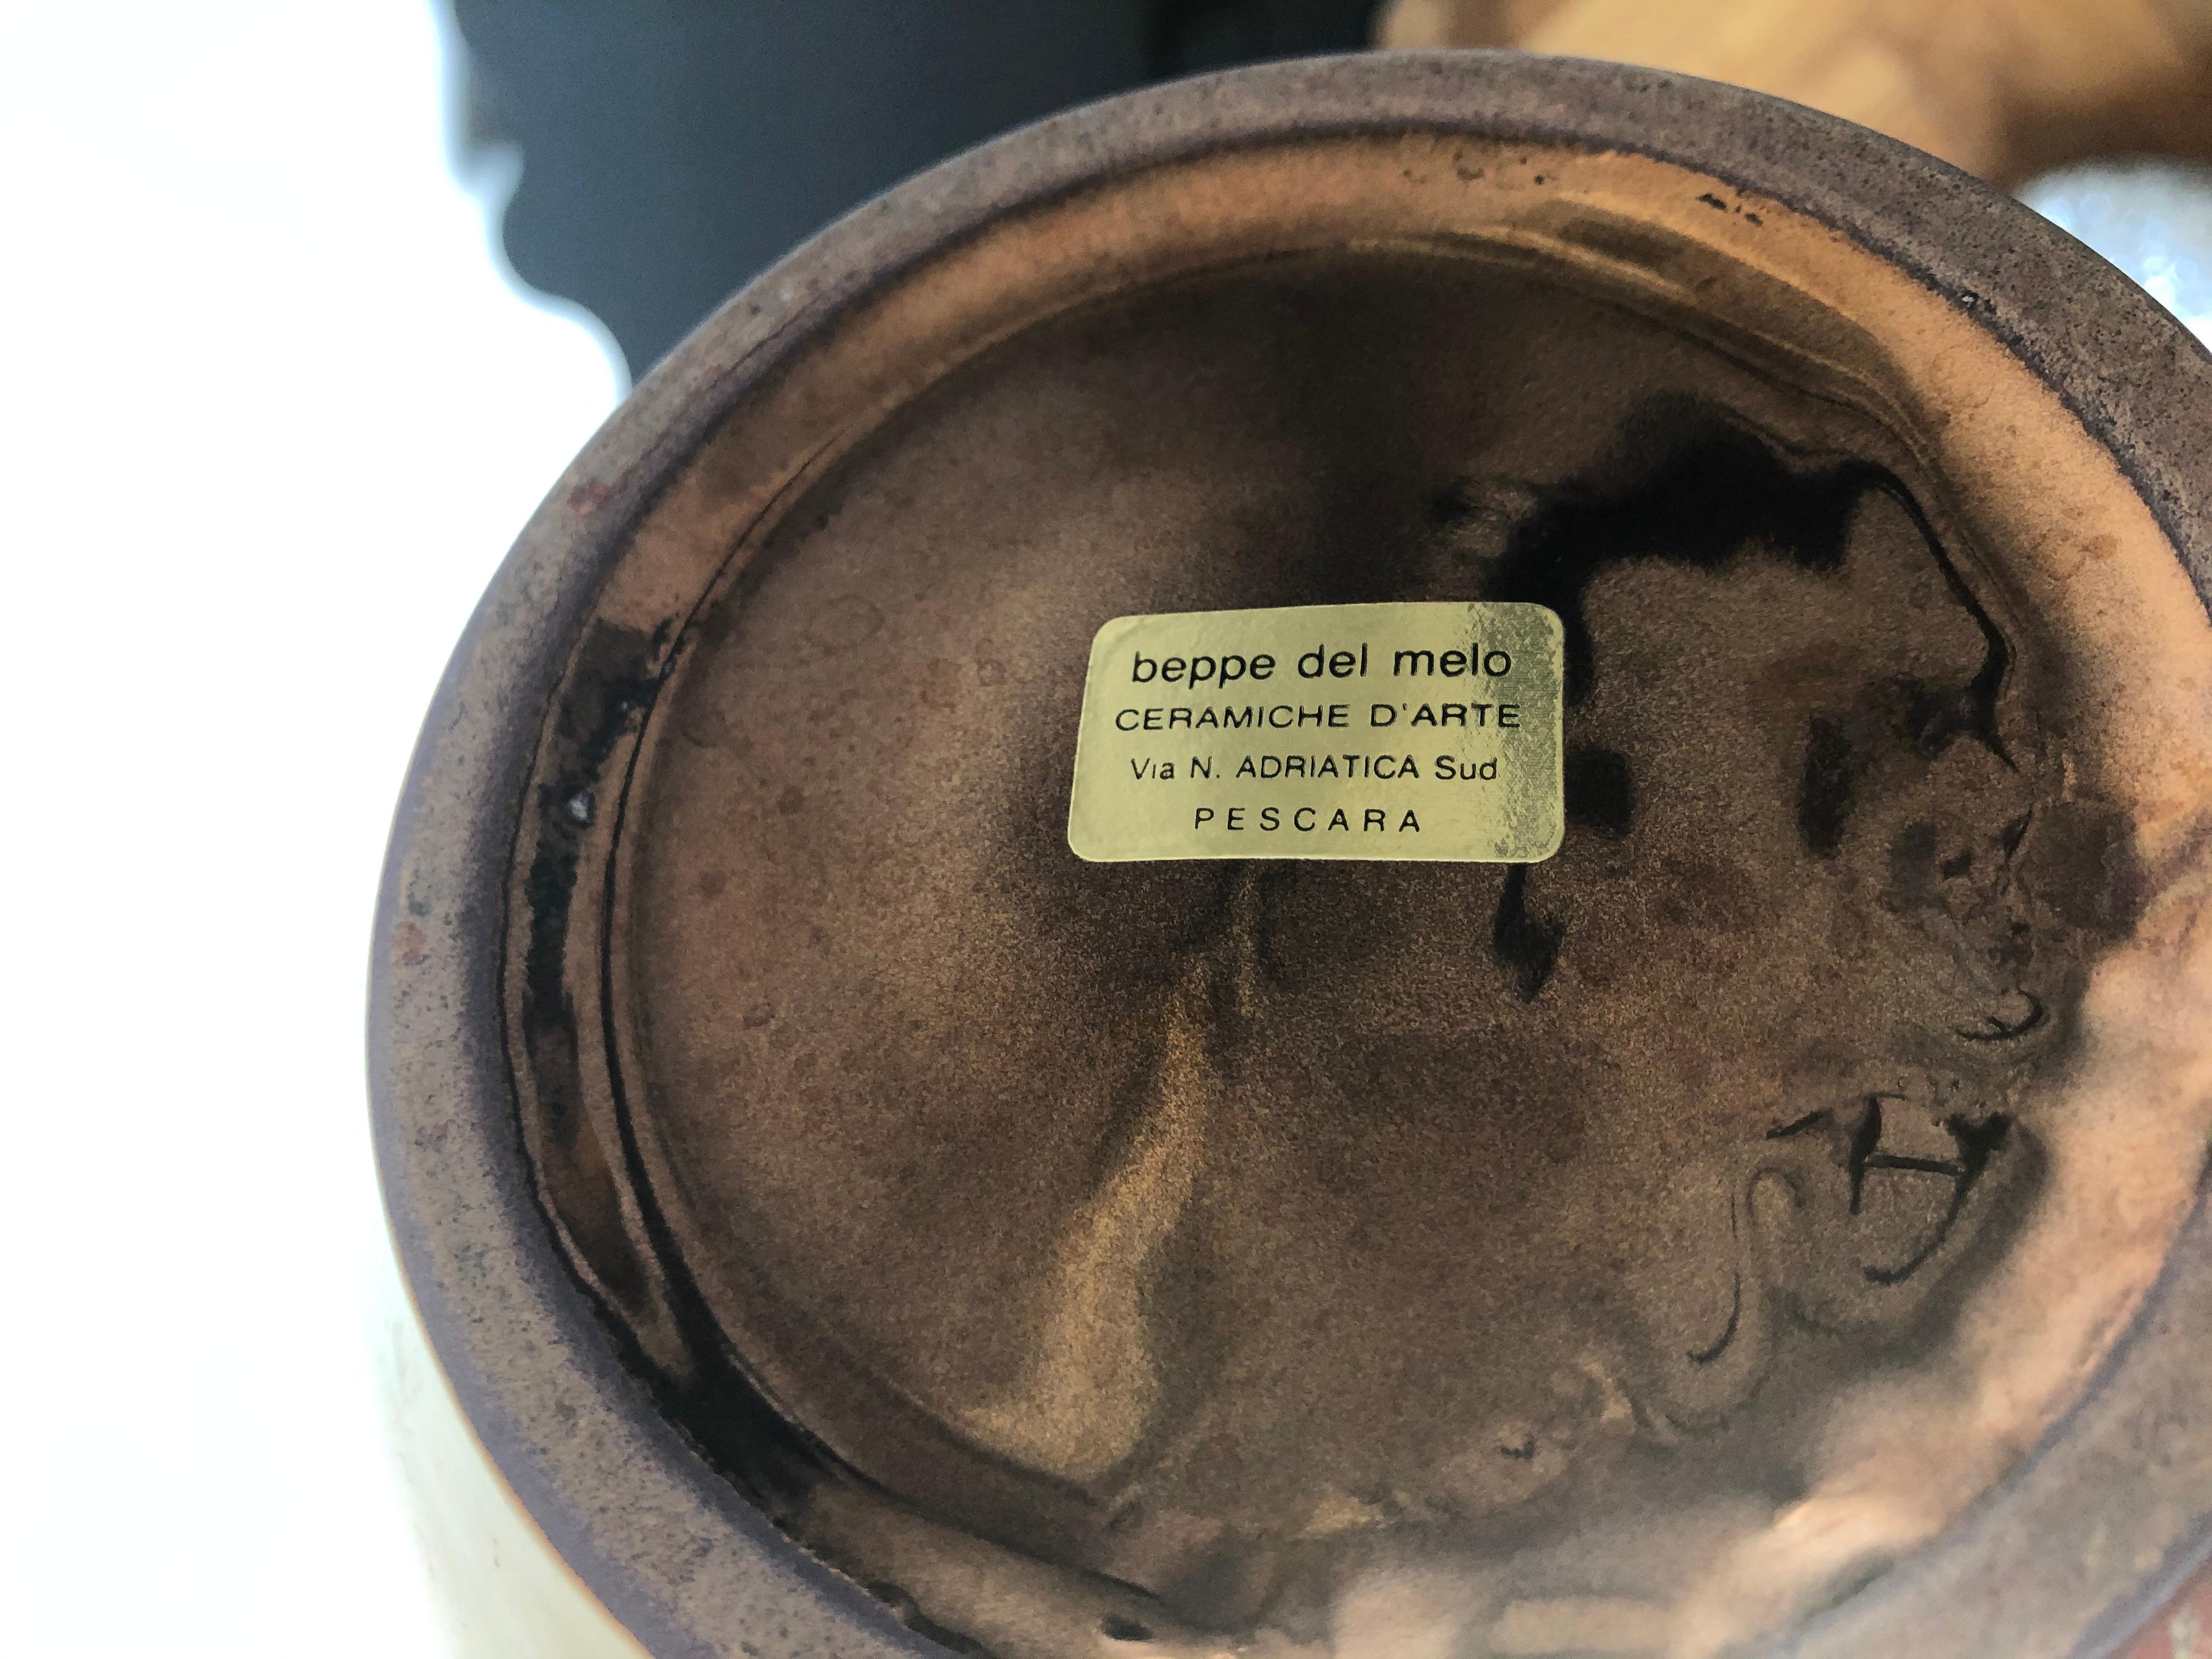 beppe del melo
CERAMICHE D'ARTE
Via N. ADRIATICA Sud
PESCARA